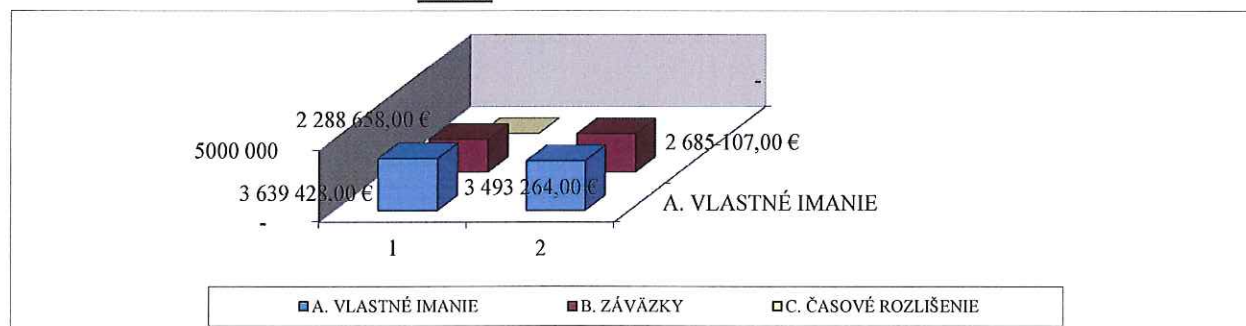 -
2 288 658,00 €
2 685 107,00 €
5000 000
3 639 428,00 €
3 493 264,00 €
A. VLASTNÉ IMANIE
-
1
2
A. VLASTNÉ IMANIE
B. ZÁVÄZKY
C. ČASOVÉ ROZLIŠENIE